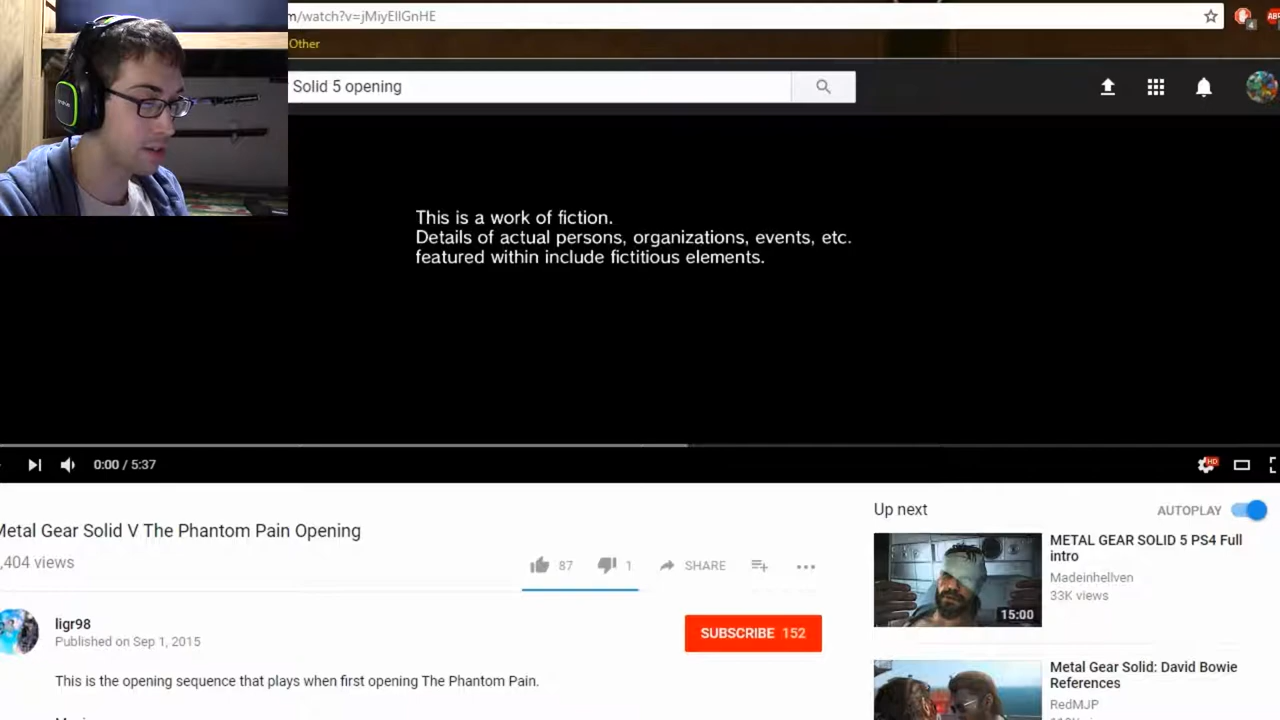 m/watch?v=jMiyEIlGnHE
4
ABP
Other
Solid 5 opening
This is a work of fiction.
Details of actual persons, organizations, events, etc.
featured within include fictitious elements.
0:00 / 5:37
HD
Metal Gear Solid V The Phantom Pain Opening
,404 views
87
1
SHARE
ligr98
Published on Sep 1, 2015
SUBSCRIBE 152
This is the opening sequence that plays when first opening The Phantom Pain.
Up next
AUTOPLAY
METAL GEAR SOLID 5 PS4 Full
intro
Madeinhellven
33K views
15:00
Metal Gear Solid: David Bowie
References
RedMJP